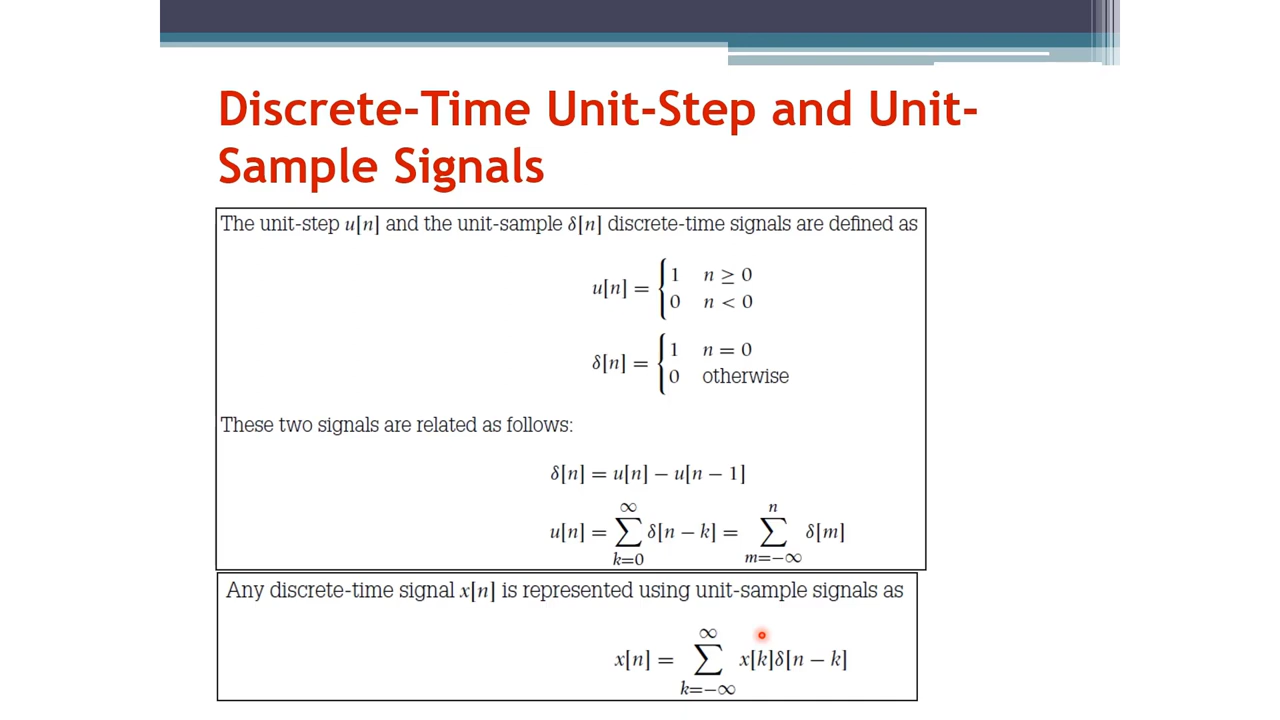 Discrete-Time Unit-Step and Unit-
Sample Signals
The unit-step u[n] and the unit-sample δ[n] discrete-time signals are defined as
u[n] = { 1 n ≥ 0
0 n < 0
δ[n] = { 1 n = 0
0 otherwise
These two signals are related as follows:
δ[n] = u[n] − u[n − 1]
u[n] = ∑_{k=0}^{∞} δ[n − k] = ∑_{m=−∞}^{n} δ[m]
Any discrete-time signal x[n] is represented using unit-sample signals as
x[n] = ∑_{k=−∞}^{∞} x[k]δ[n − k]